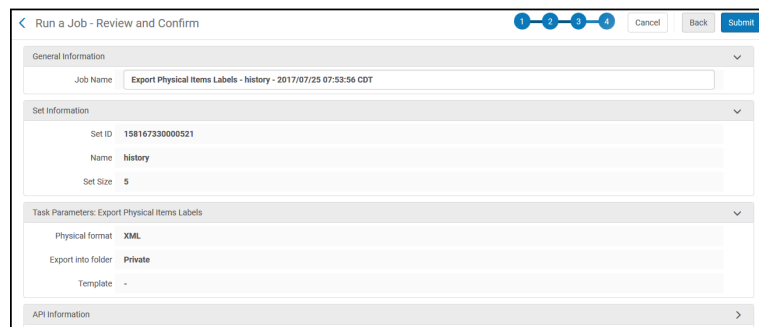 Run a Job - Review and Confirm 1 2 3 4 Cancel Back Submit
General Information
Job Name Export Physical Items Labels - history - 2017/07/25 07:53:56 CDT
Set Information
Set ID 158167330000521
Name history
Set Size 5
Task Parameters: Export Physical Items Labels
Physical format XML
Export into folder Private
Template -
API Information